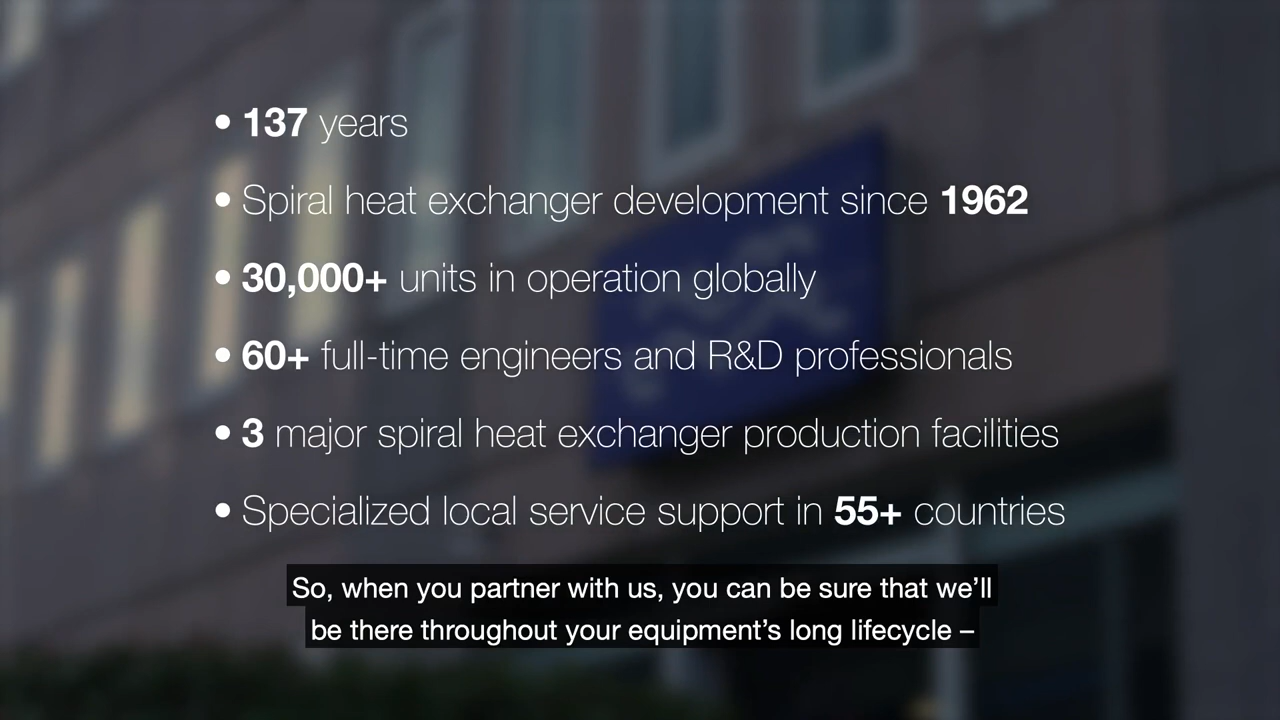 • 137 years
• Spiral heat exchanger development since 1962
• 30,000+ units in operation globally
• 60+ full-time engineers and R&D professionals
• 3 major spiral heat exchanger production facilities
• Specialized local service support in 55+ countries
So, when you partner with us, you can be sure that we’ll
be there throughout your equipment’s long lifecycle –